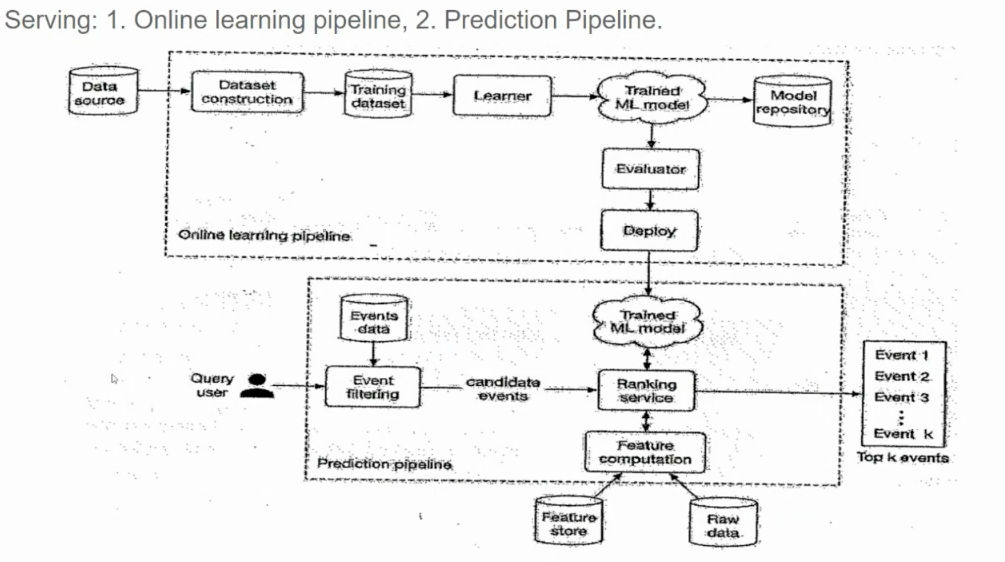 Serving: 1. Online learning pipeline, 2. Prediction Pipeline.
Data
source
Dataset
construction
Training
dataset
Learner
Trained
ML model
Model
repository
Evaluator
Deploy
Online learning pipeline
Events
data
Trained
ML model
Query
user
Event
filtering
candidate
events
Ranking
service
Event 1
Event 2
Event 3
⋮
Event k
Top k events
Feature
computation
Prediction pipeline
Feature
store
Raw
data